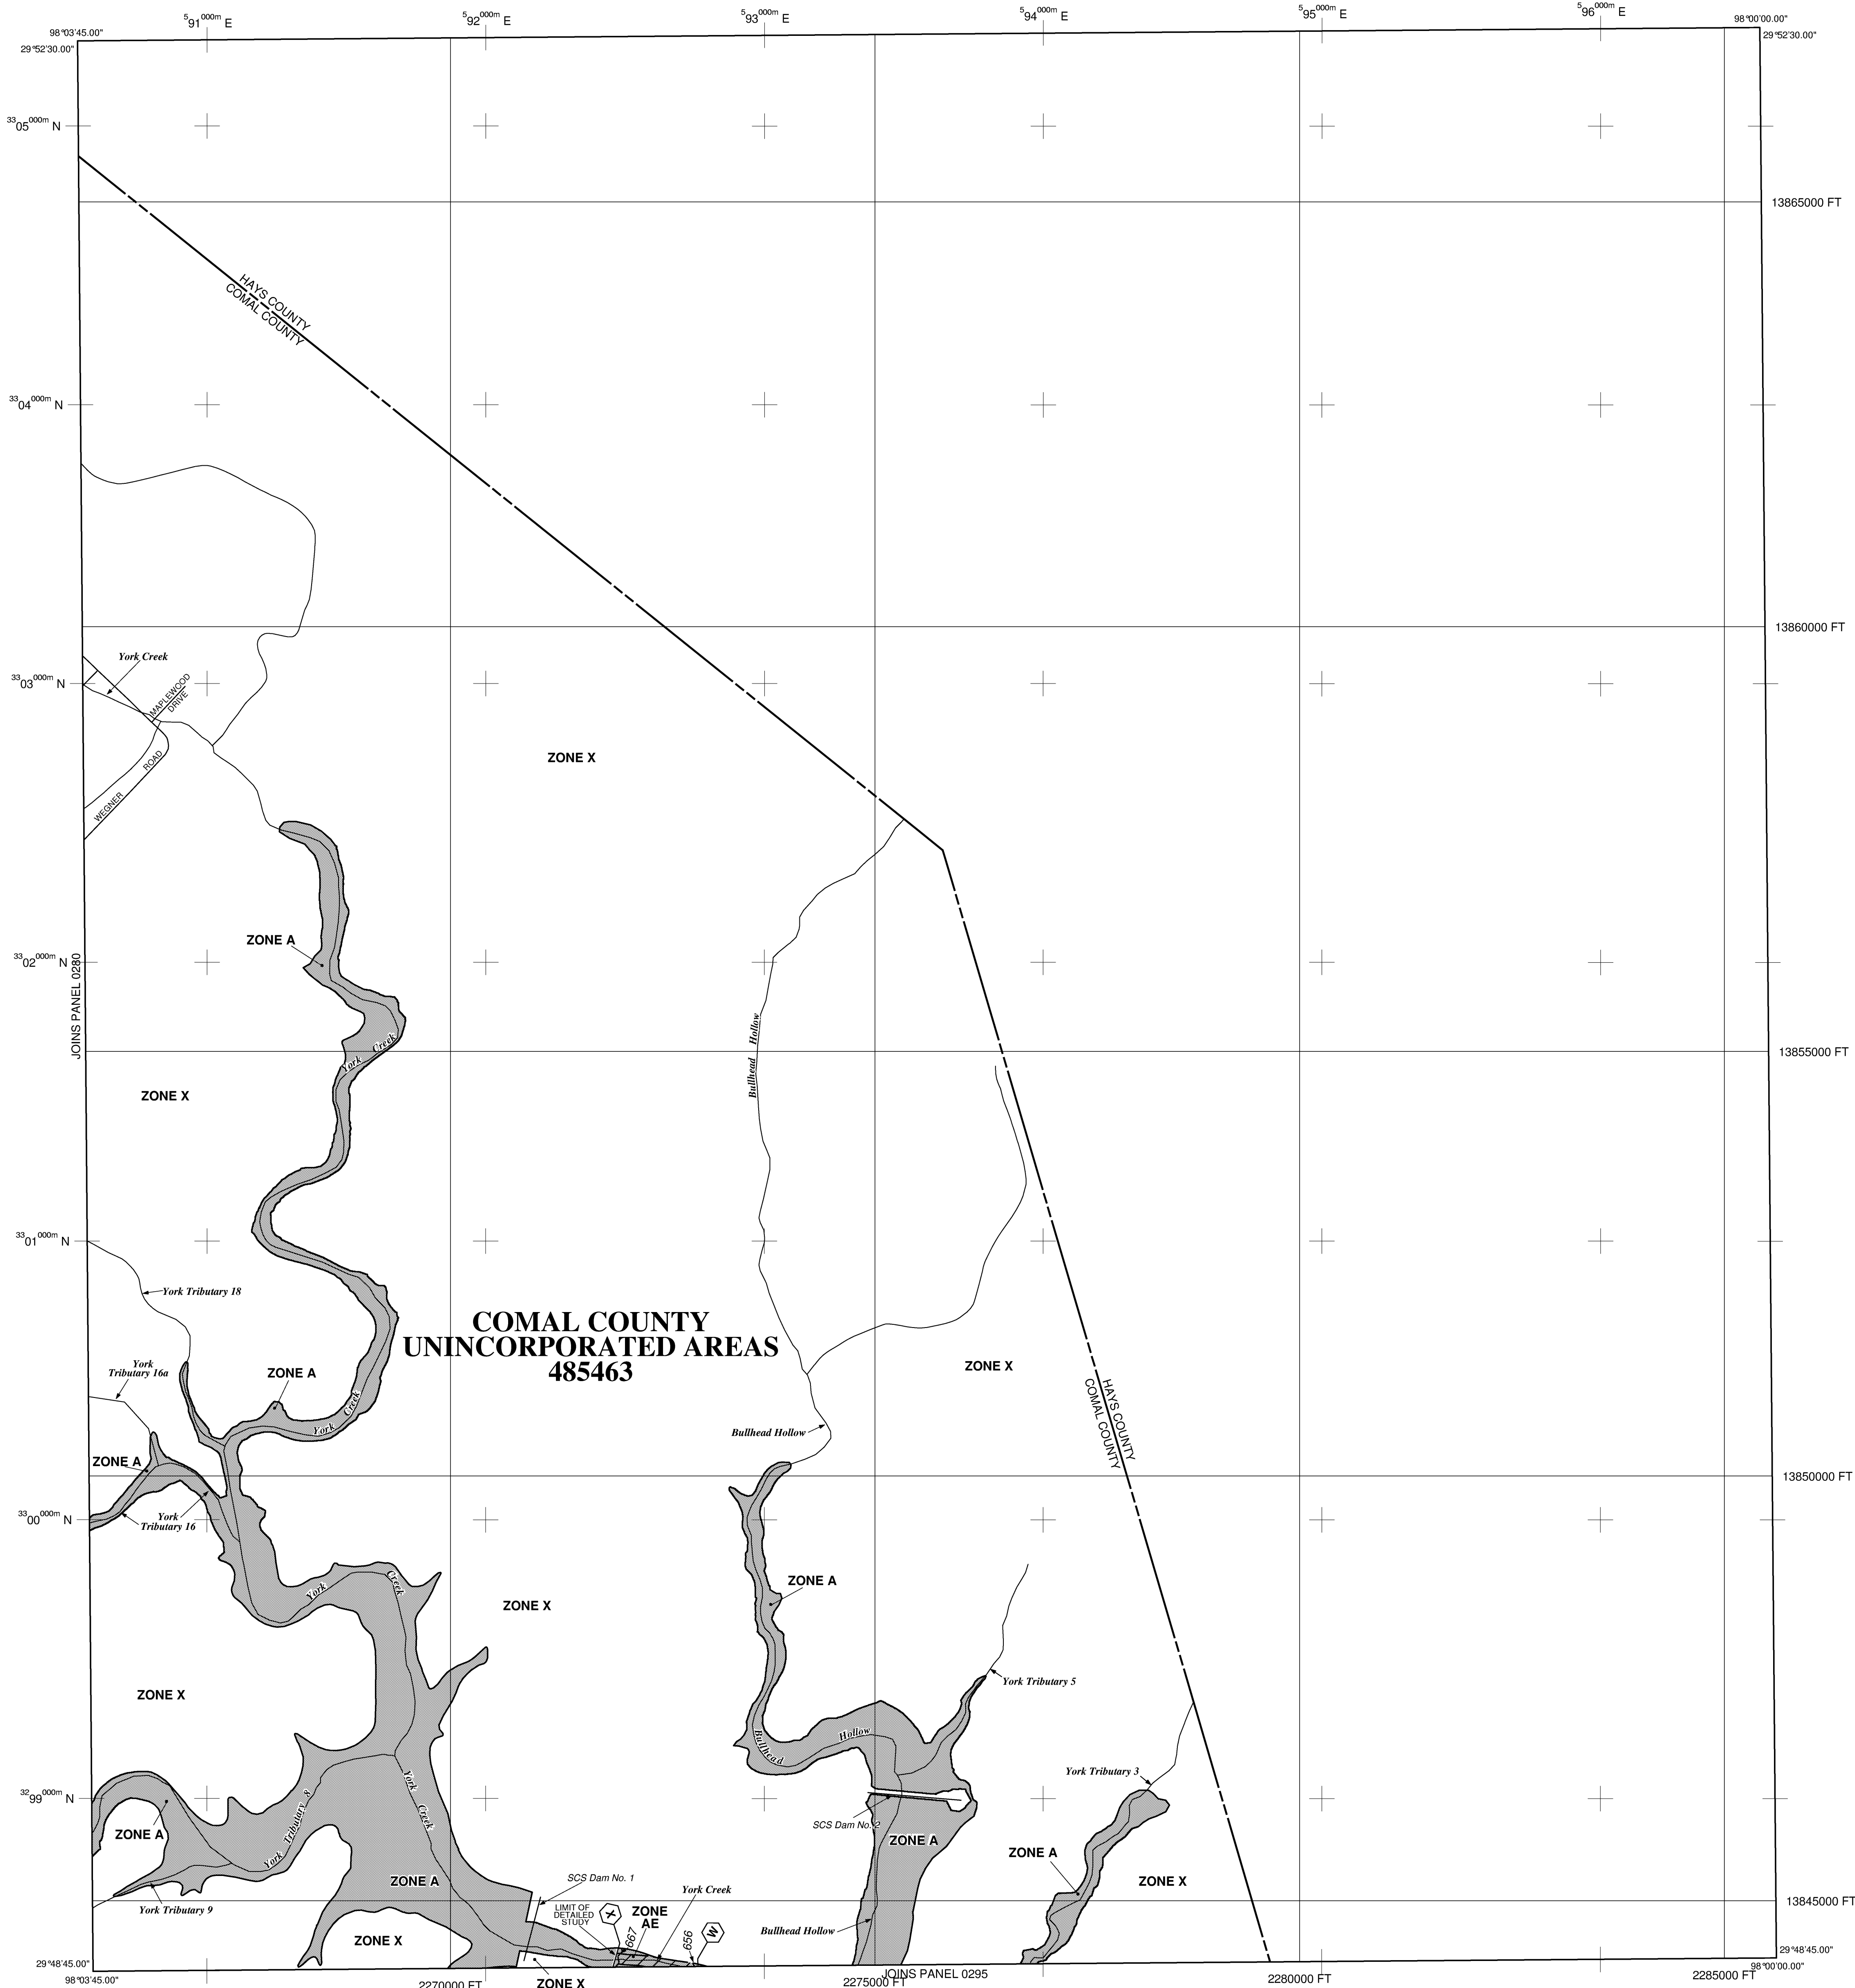 591000m E
592000m E
593000m E
594000m E
595000m E
596000m E
98°03'45.00"
98°00'00.00"
29°52'30.00"
29°52'30.00"
3305000m N
13865000 FT
HAYS COUNTY
COMAL COUNTY
3304000m N
13860000 FT
York Creek
3303000m N
MAPLEWOOD
DRIVE
ROAD
WEGNER
ZONE X
ZONE A
3302000m N
JOINS PANEL 0280
Bullhead Hollow
York Creek
13855000 FT
ZONE X
3301000m N
York Tributary 18
COMAL COUNTY
UNINCORPORATED AREAS
485463
York
Tributary 16a
ZONE A
ZONE X
HAYS COUNTY
COMAL COUNTY
York Creek
Bullhead Hollow
ZONE A
13850000 FT
3300000m N
York
Tributary 16
York Creek
ZONE A
ZONE X
York Tributary 5
ZONE X
Bullhead Hollow
York Tributary 3
3299000m N
York Creek
York Tributary 8
SCS Dam No. 2
ZONE A
ZONE A
ZONE A
ZONE A
ZONE X
SCS Dam No. 1
York Creek
York Tributary 9
LIMIT OF
DETAILED
STUDY
X
667
ZONE
AE
656
W
13845000 FT
Bullhead Hollow
ZONE X
29°48'45.00"
29°48'45.00"
98°03'45.00"
98°00'00.00"
JOINS PANEL 0295
2270000 FT
ZONE X
2275000 FT
2280000 FT
2285000 FT